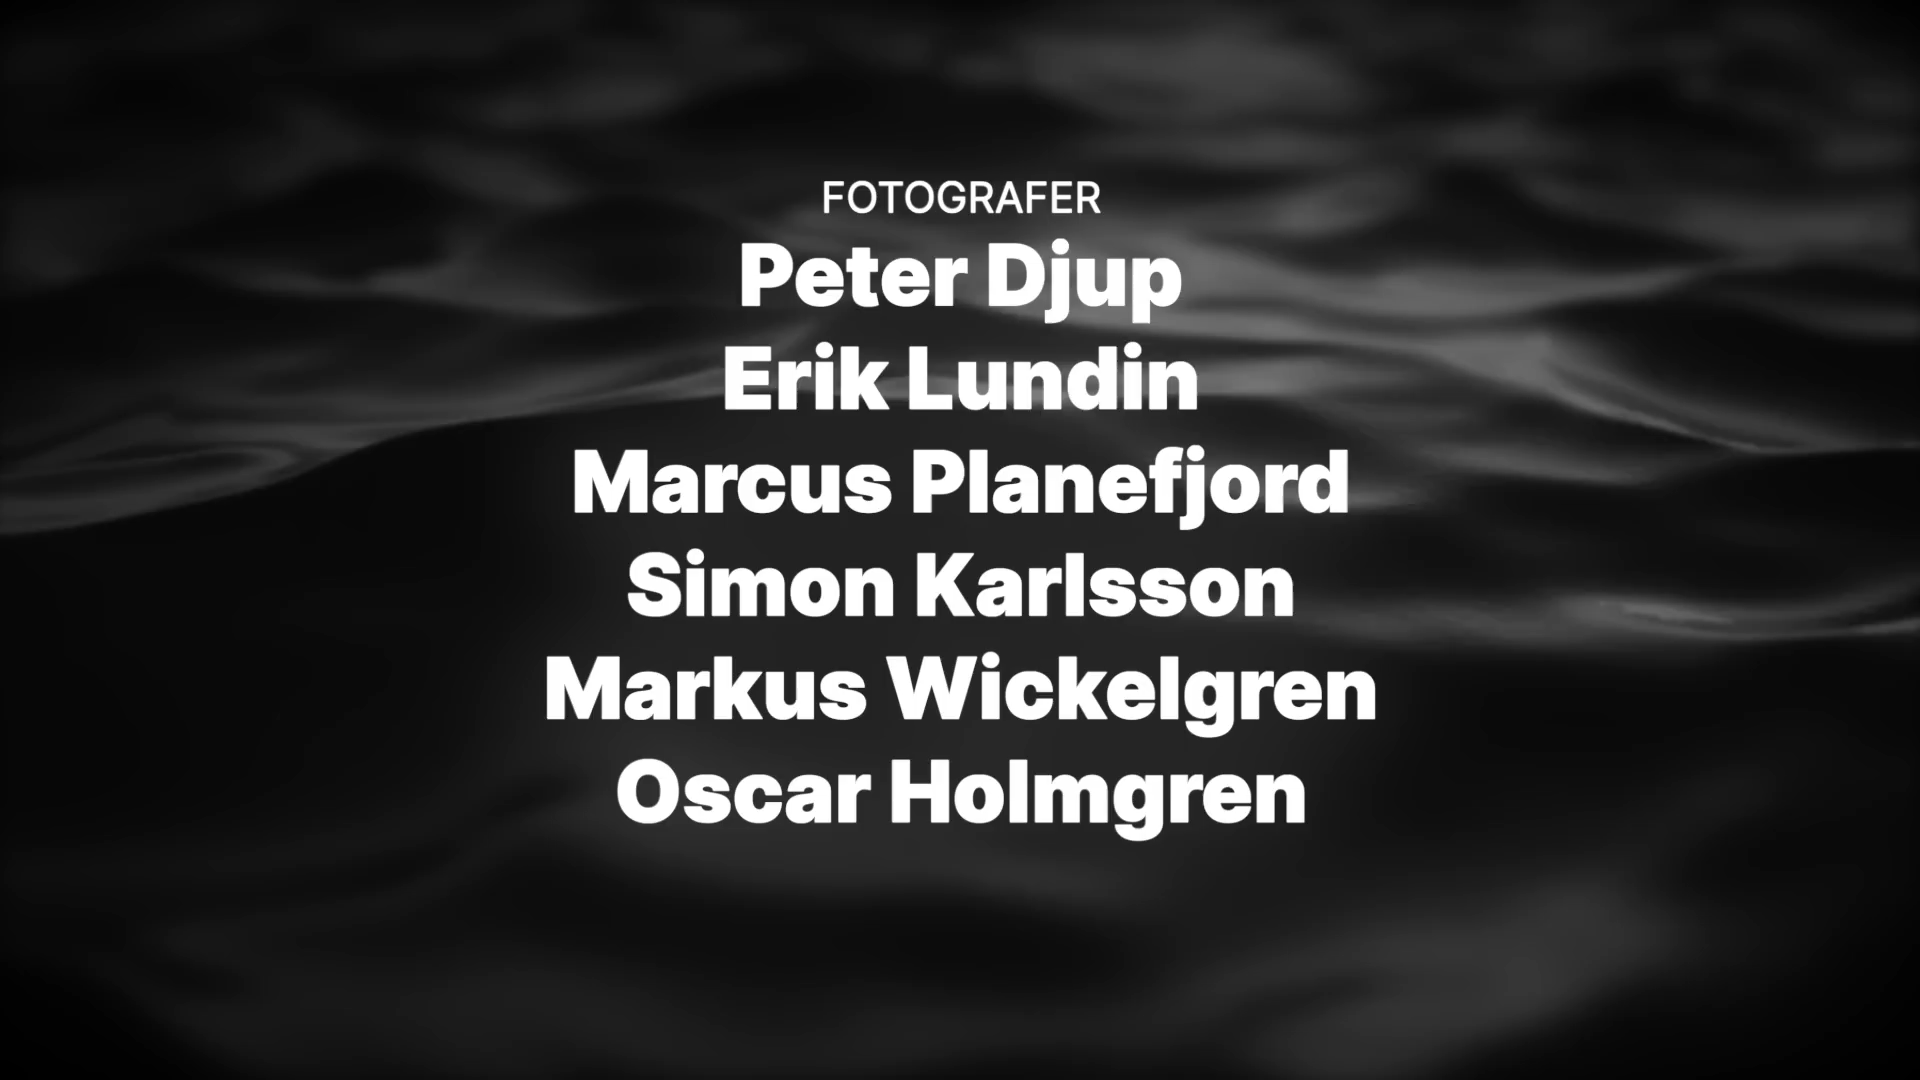 FOTOGRAFER
Peter Djup
Erik Lundin
Marcus Planefjord
Simon Karlsson
Markus Wickelgren
Oscar Holmgren